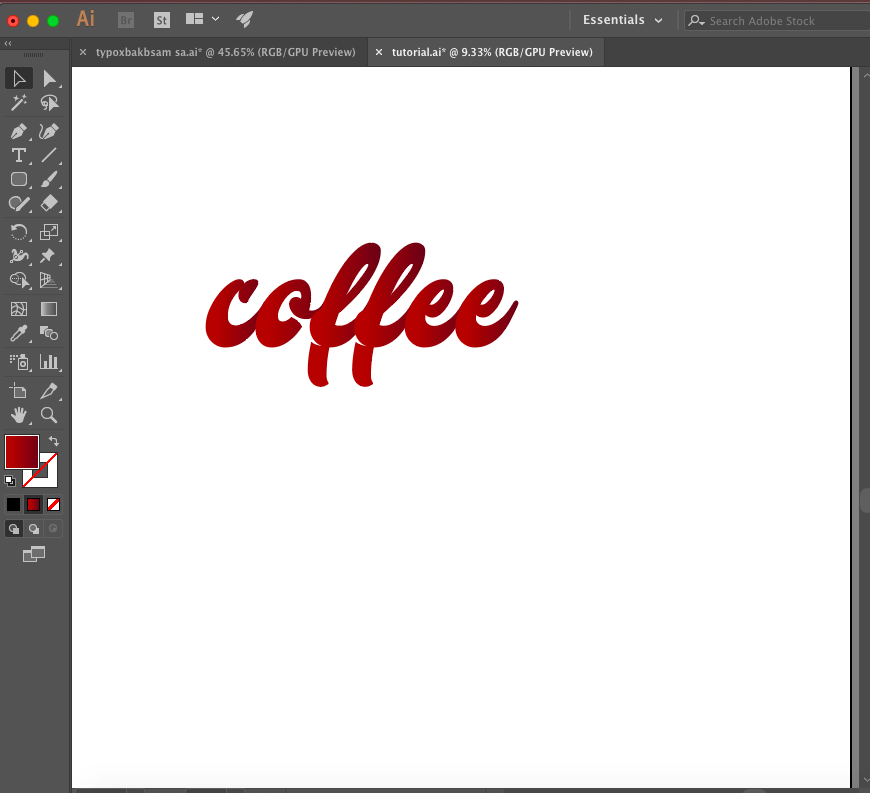 Ai Br St Essentials Search Adobe Stock
typoxbakbsam sa.ai* @ 45.65% (RGB/GPU Preview) tutorial.ai* @ 9.33% (RGB/GPU Preview)
T
coffee